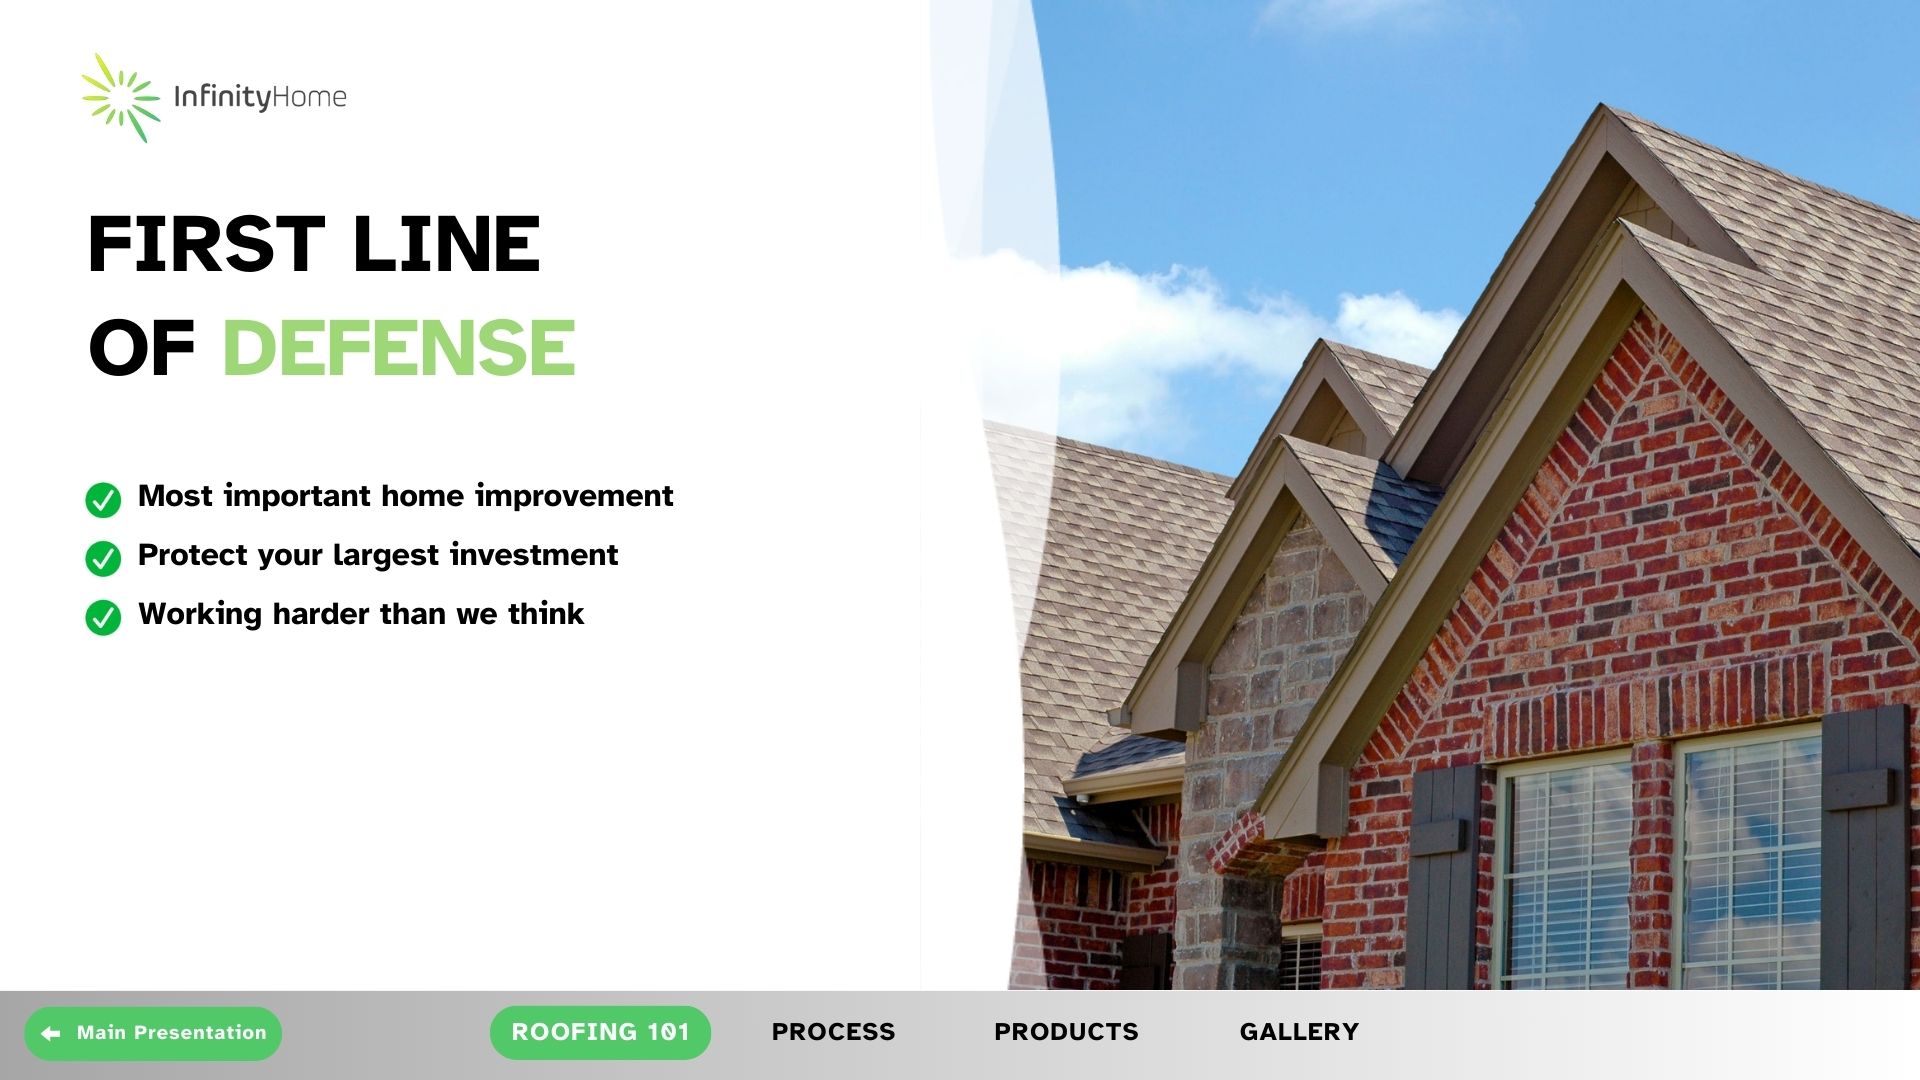 InfinityHome
FIRST LINE
OF DEFENSE
Most important home improvement
Protect your largest investment
Working harder than we think
Main Presentation
ROOFING 101
PROCESS
PRODUCTS
GALLERY